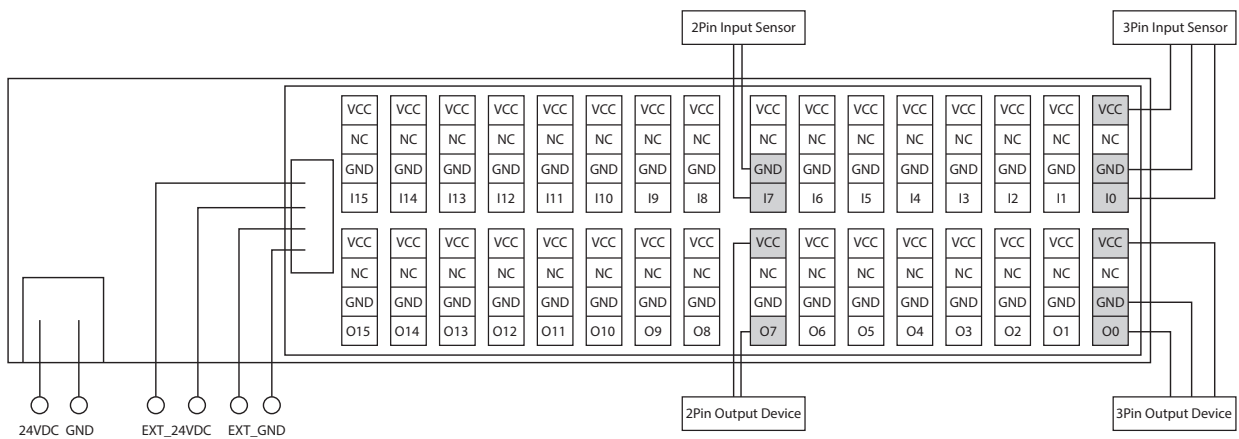 2Pin Input Sensor 3Pin Input Sensor
VCC VCC VCC VCC VCC VCC VCC VCC VCC VCC VCC VCC VCC VCC VCC VCC
NC NC NC NC NC NC NC NC NC NC NC NC NC NC NC NC
GND GND GND GND GND GND GND GND GND GND GND GND GND GND GND GND
I15 I14 I13 I12 I11 I10 I9 I8 I7 I6 I5 I4 I3 I2 I1 I0
VCC VCC VCC VCC VCC VCC VCC VCC VCC VCC VCC VCC VCC VCC VCC VCC
NC NC NC NC NC NC NC NC NC NC NC NC NC NC NC NC
GND GND GND GND GND GND GND GND GND GND GND GND GND GND GND GND
O15 O14 O13 O12 O11 O10 O9 O8 O7 O6 O5 O4 O3 O2 O1 O0
2Pin Output Device 3Pin Output Device
24VDC GND EXT_24VDC EXT_GND